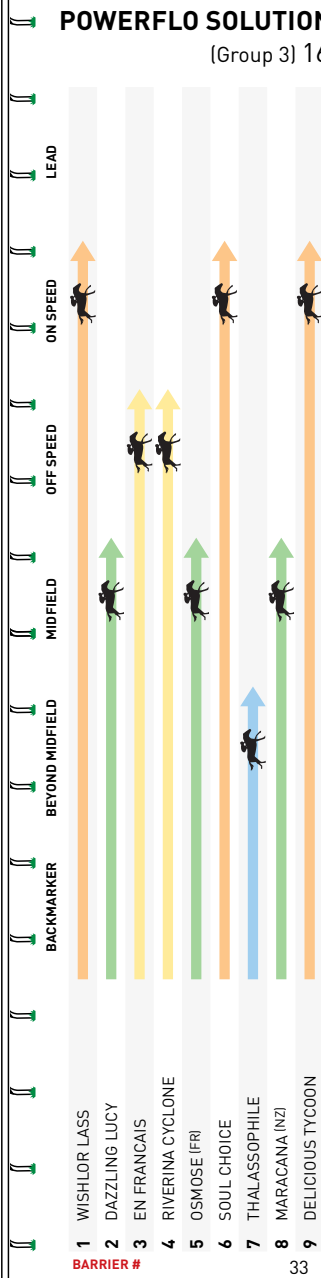 POWERFLO SOLUTION
(Group 3) 16
LEAD
ON SPEED
OFF SPEED
MIDFIELD
BEYOND MIDFIELD
BACKMARKER
1 WISHLOR LASS
2 DAZZLING LUCY
3 EN FRANCAIS
4 RIVERINA CYCLONE
5 OSMOSE (FR)
6 SOUL CHOICE
7 THALASSOPHILE
8 MARACANA (NZ)
9 DELICIOUS TYCOON
BARRIER #
33